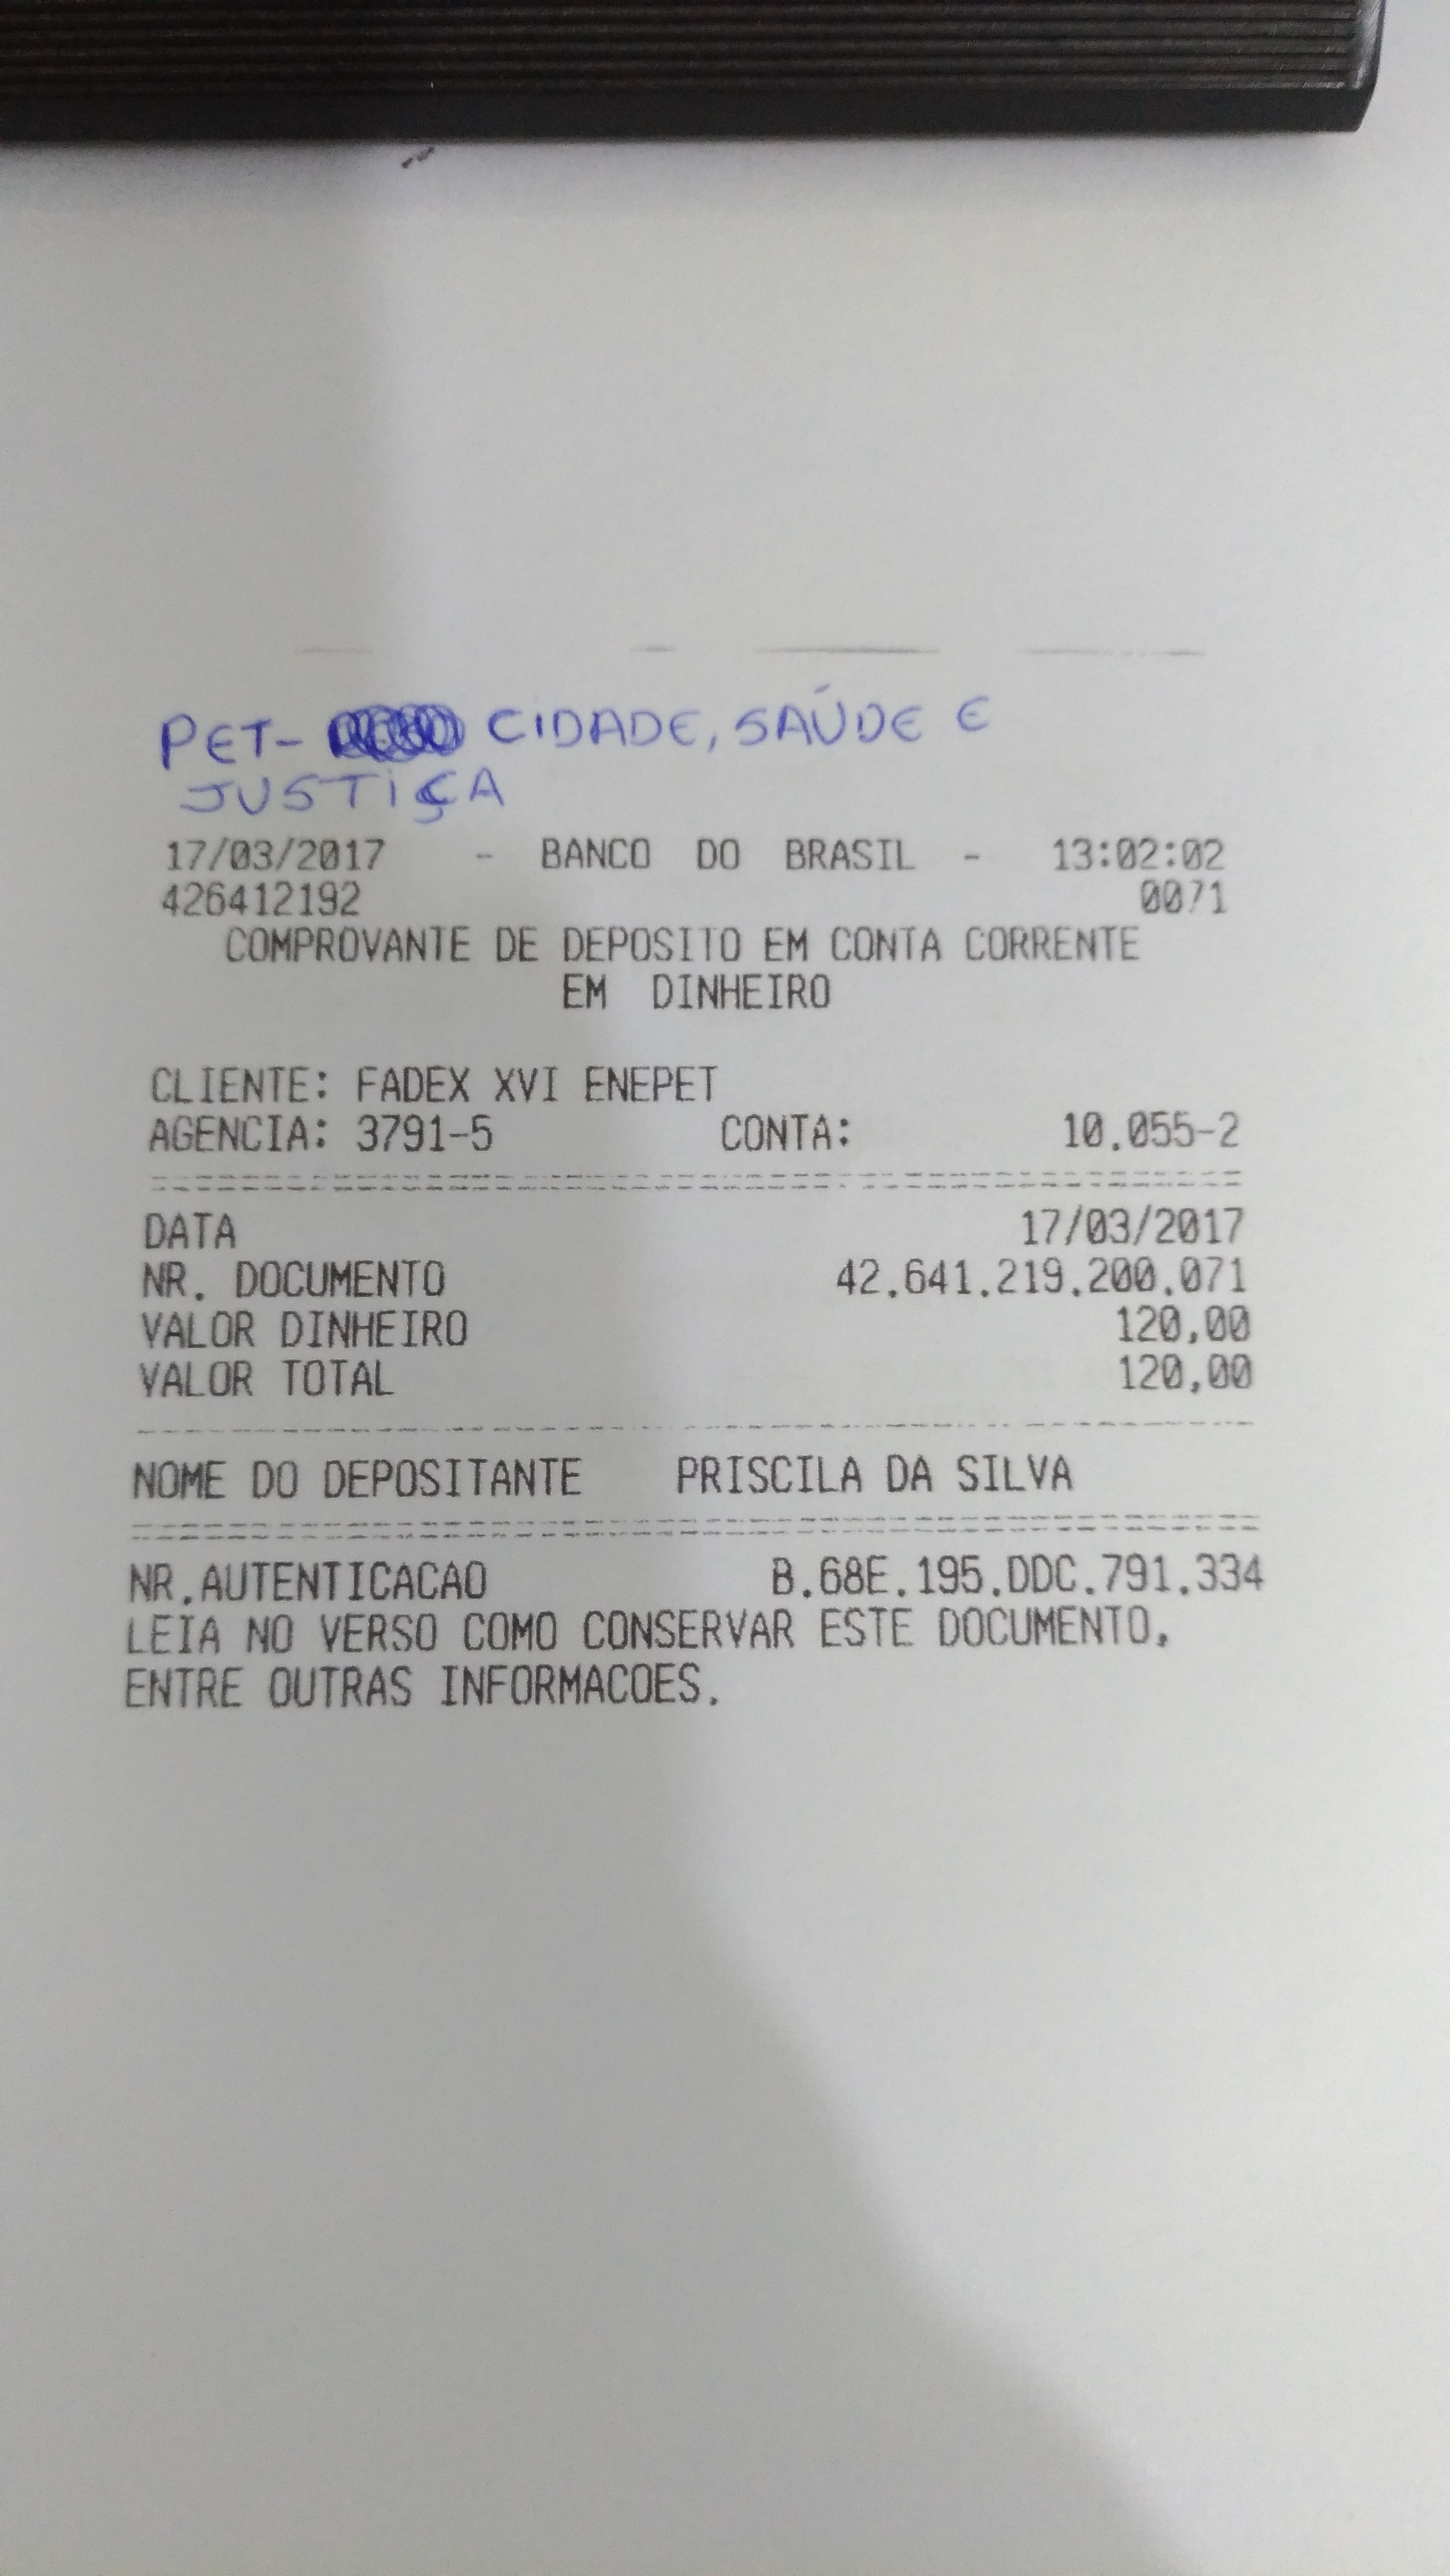 PET- CIDADE, SAÚDE E
JUSTIÇA
17/03/2017 - BANCO DO BRASIL - 13:02:02
426412192 0071
COMPROVANTE DE DEPOSITO EM CONTA CORRENTE
EM DINHEIRO
CLIENTE: FADEX XVI ENEPET
AGENCIA: 3791-5 CONTA: 10.055-2
DATA 17/03/2017
NR. DOCUMENTO 42.641.219.200.071
VALOR DINHEIRO 120,00
VALOR TOTAL 120,00
NOME DO DEPOSITANTE PRISCILA DA SILVA
NR.AUTENTICACAO B.68E.195.DDC.791.334
LEIA NO VERSO COMO CONSERVAR ESTE DOCUMENTO,
ENTRE OUTRAS INFORMACOES.